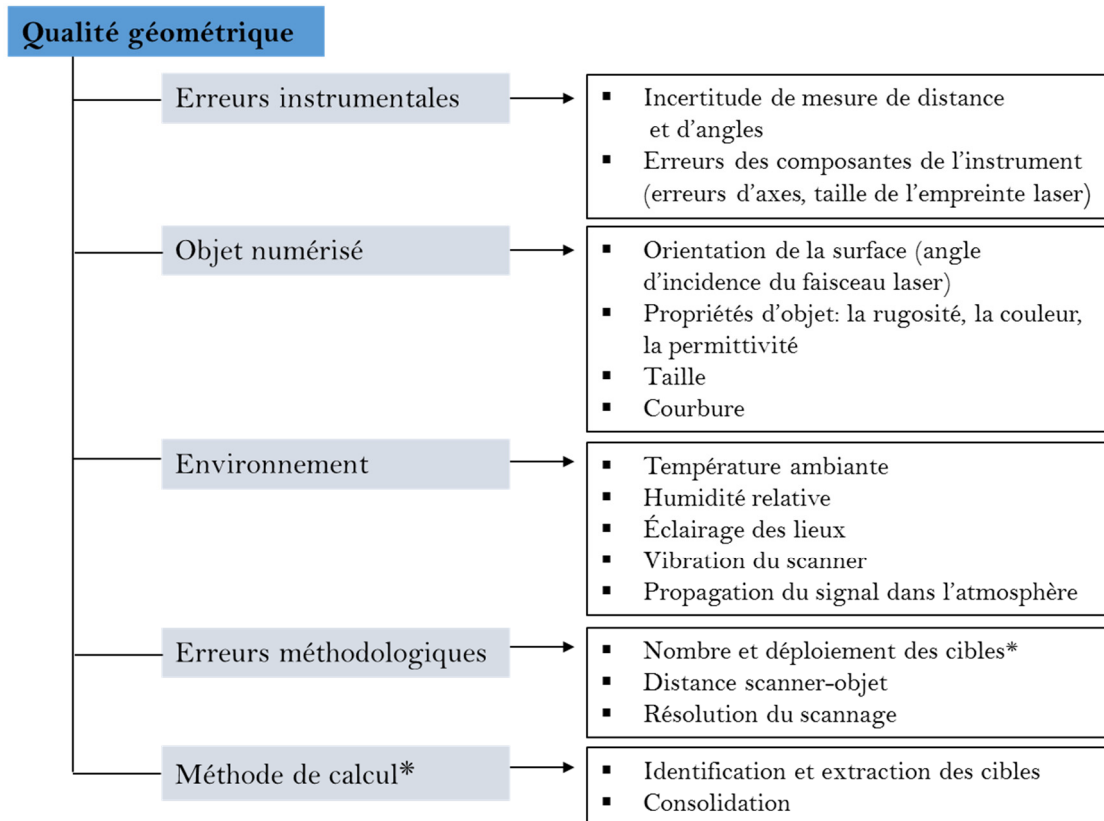 Qualité géométrique
Erreurs instrumentales
▪ Incertitude de mesure de distance
et d'angles
▪ Erreurs des composantes de l'instrument
(erreurs d'axes, taille de l'empreinte laser)
Objet numérisé
▪ Orientation de la surface (angle
d'incidence du faisceau laser)
▪ Propriétés d'objet: la rugosité, la couleur,
la permittivité
▪ Taille
▪ Courbure
Environnement
▪ Température ambiante
▪ Humidité relative
▪ Éclairage des lieux
▪ Vibration du scanner
▪ Propagation du signal dans l'atmosphère
Erreurs méthodologiques
▪ Nombre et déploiement des cibles*
▪ Distance scanner-objet
▪ Résolution du scannage
Méthode de calcul*
▪ Identification et extraction des cibles
▪ Consolidation